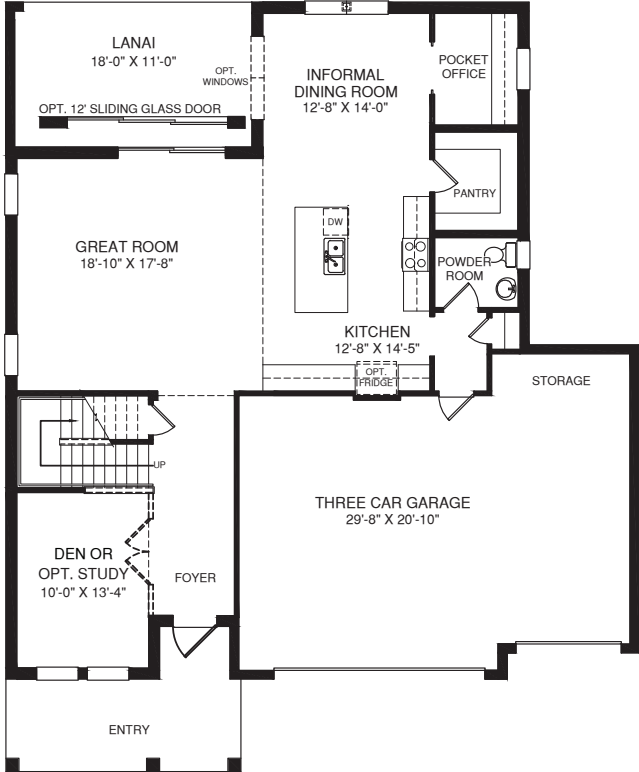 LANAI
18'-0" X 11'-0"
OPT.
WINDOWS
OPT. 12' SLIDING GLASS DOOR
INFORMAL
DINING ROOM
12'-8" X 14'-0"
POCKET
OFFICE
PANTRY
DW
GREAT ROOM
18'-10" X 17'-8"
POWDER
ROOM
KITCHEN
12'-8" X 14'-5"
OPT.
FRIDGE
STORAGE
UP
THREE CAR GARAGE
29'-8" X 20'-10"
DEN OR
OPT. STUDY
10'-0" X 13'-4"
FOYER
ENTRY